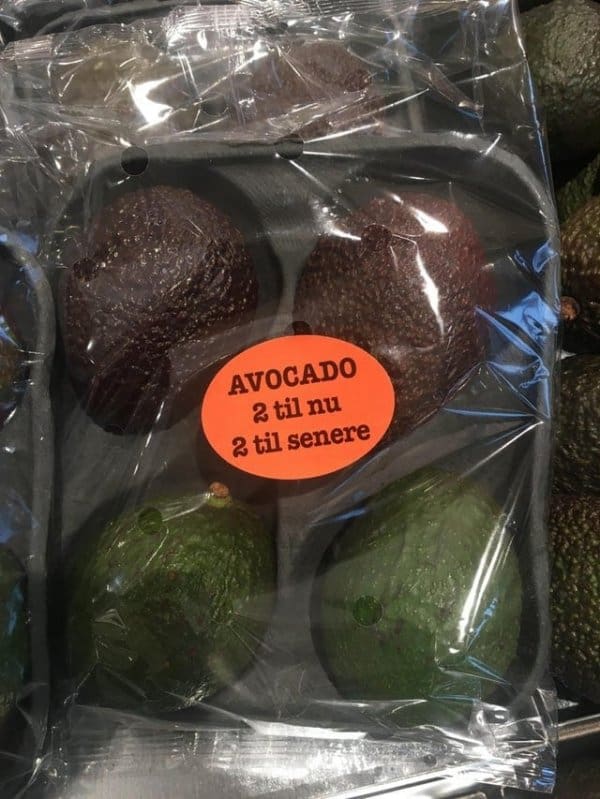 AVOCADO
2 til nu
2 til senere